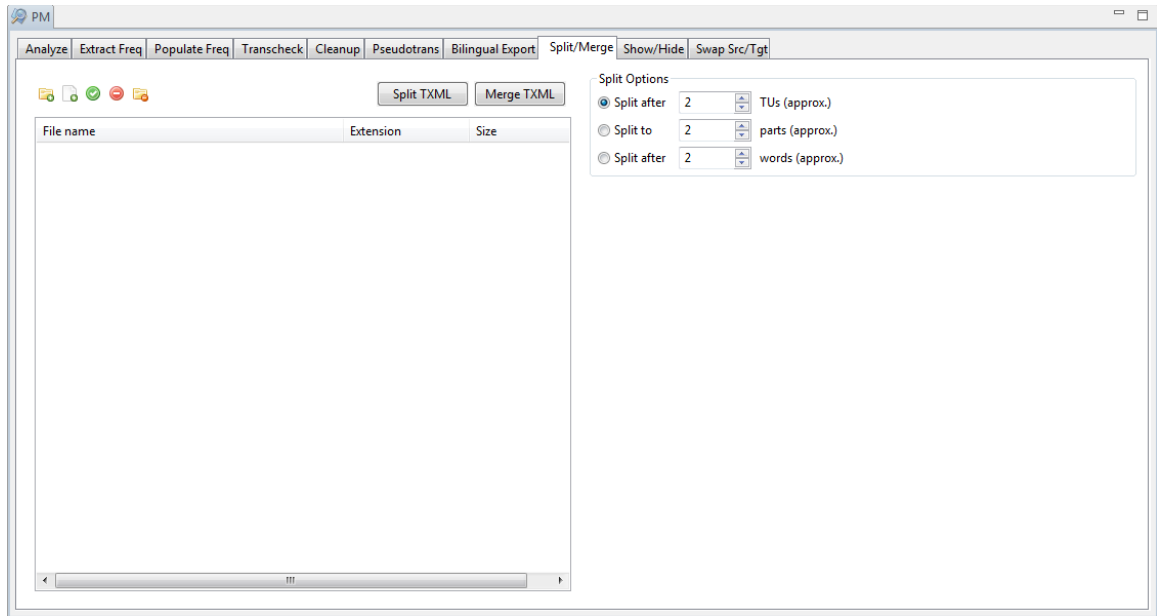 PM
Analyze Extract Freq Populate Freq Transcheck Cleanup Pseudotrans Bilingual Export Split/Merge Show/Hide Swap Src/Tgt
Split TXML Merge TXML
File name Extension Size
Split Options
Split after 2 TUs (approx.)
Split to 2 parts (approx.)
Split after 2 words (approx.)